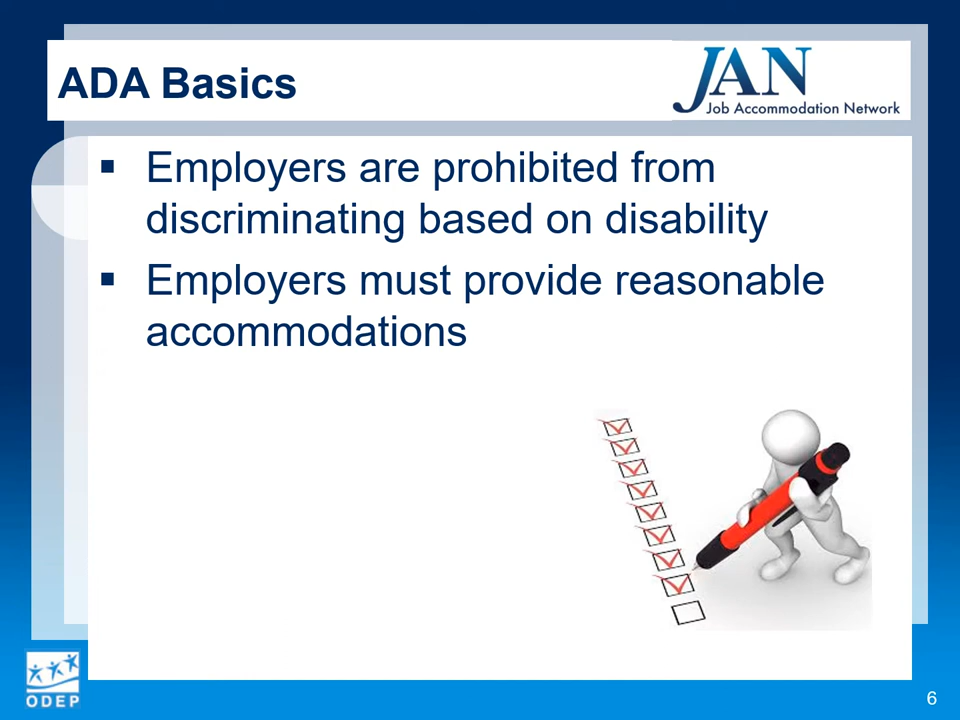 ADA Basics
JAN
Job Accommodation Network
▪ Employers are prohibited from
discriminating based on disability
▪ Employers must provide reasonable
accommodations
ODEP
6